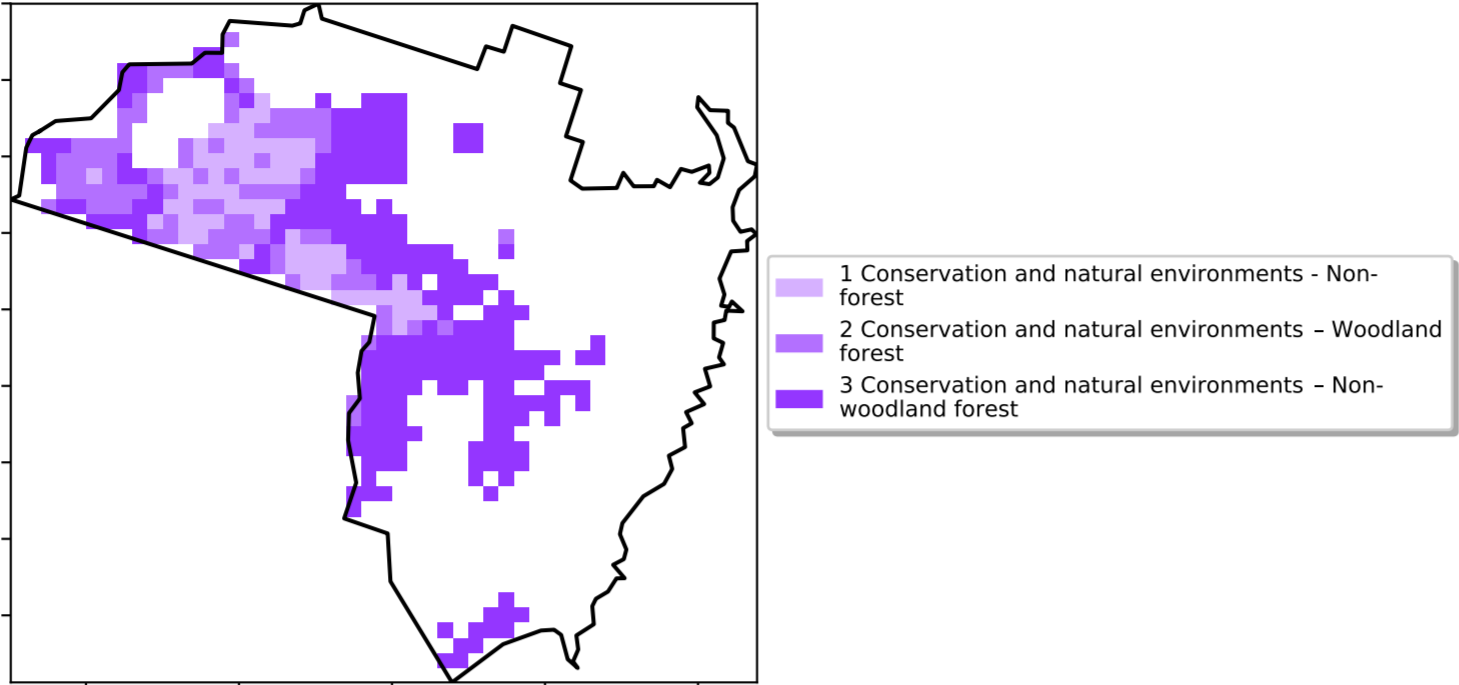 1 Conservation and natural environments - Non-
forest
2 Conservation and natural environments – Woodland
forest
3 Conservation and natural environments – Non-
woodland forest